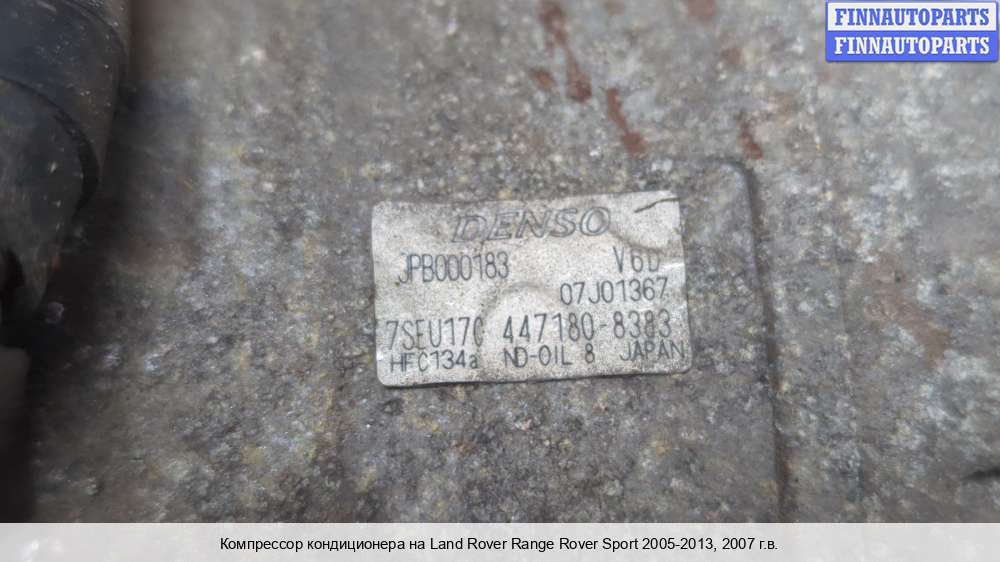 FINNAUTOPARTS
FINNAUTOPARTS
DENSO
JPB000183 V6D
07J01367
7SEU17C 447180-8383
HFC134a ND-OIL 8 JAPAN
Компрессор кондиционера на Land Rover Range Rover Sport 2005-2013, 2007 г.в.